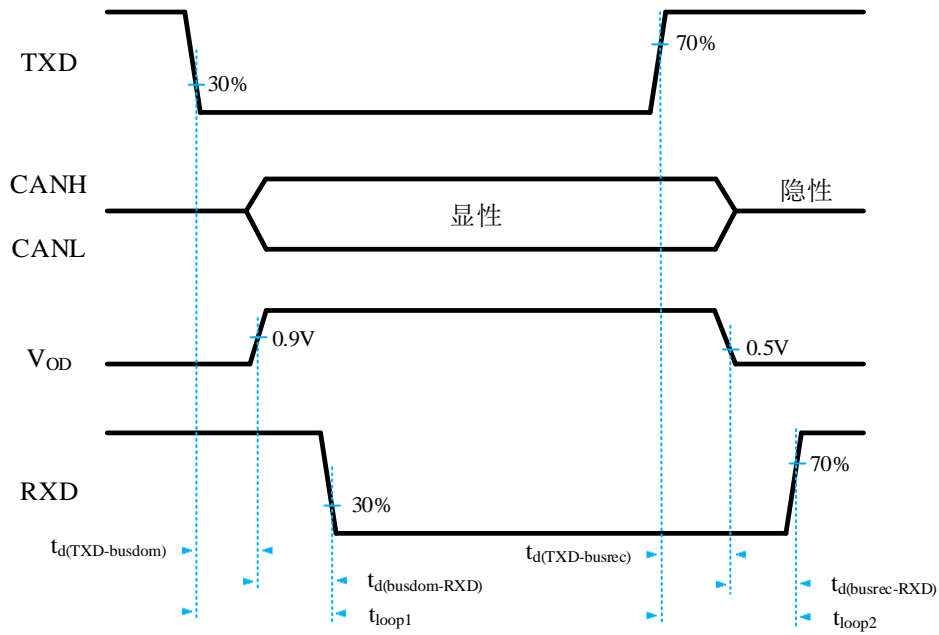 TXD
30%
70%
CANH
显性
隐性
CANL
0.9V
0.5V
VOD
RXD
30%
70%
td(TXD-busdom)
td(TXD-busrec)
td(busdom-RXD)
td(busrec-RXD)
tloop1
tloop2